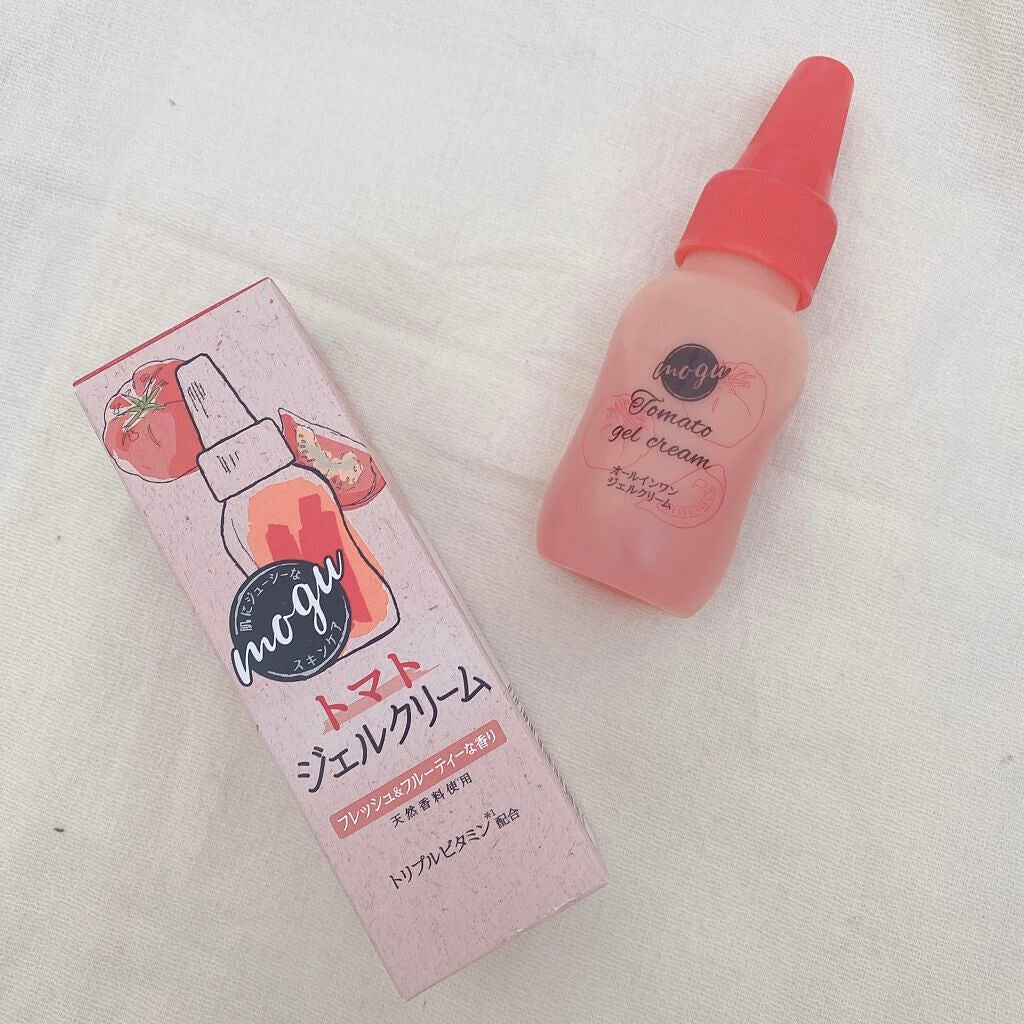 肌にジューシーな
mogu
スキンケア
トマト
ジェルクリーム
フレッシュ&フルーティーな香り
天然香料使用
トリプルビタミン*1配合
mogu
Tomato
gel cream
オールインワン
ジェルクリーム